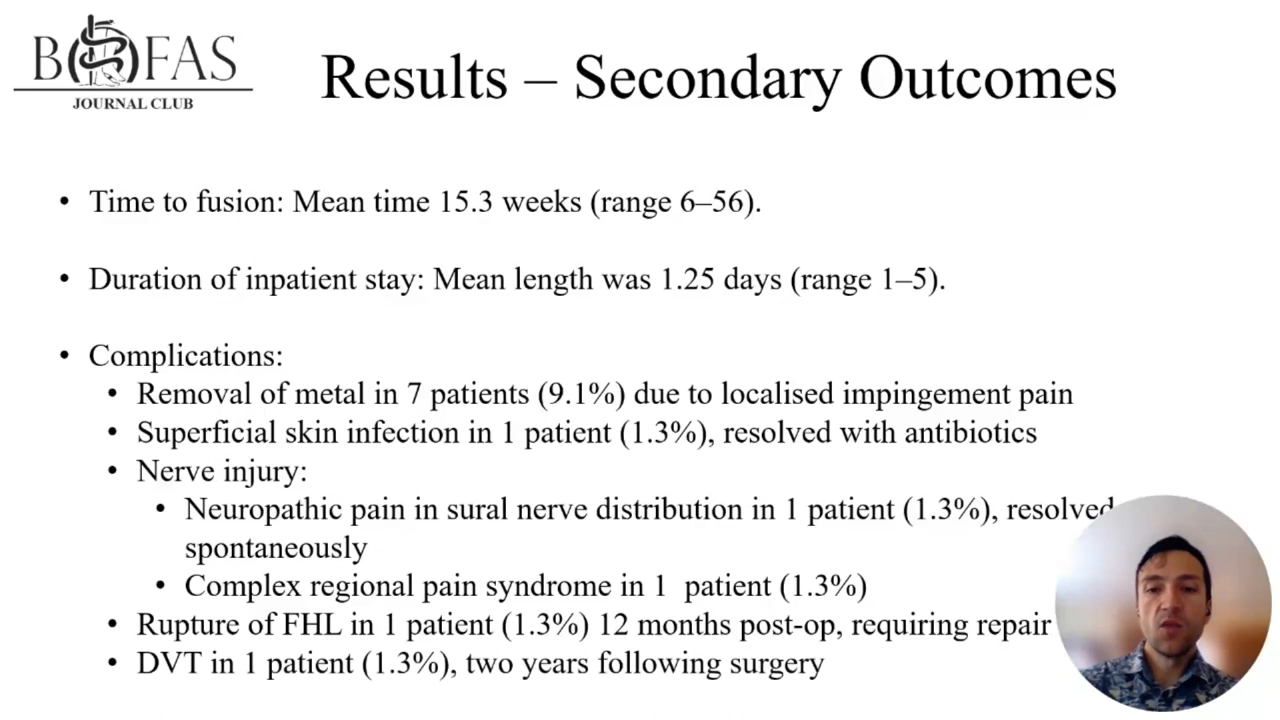 BOFAS
JOURNAL CLUB
Results – Secondary Outcomes
• Time to fusion: Mean time 15.3 weeks (range 6–56).
• Duration of inpatient stay: Mean length was 1.25 days (range 1–5).
• Complications:
• Removal of metal in 7 patients (9.1%) due to localised impingement pain
• Superficial skin infection in 1 patient (1.3%), resolved with antibiotics
• Nerve injury:
• Neuropathic pain in sural nerve distribution in 1 patient (1.3%), resolved
spontaneously
• Complex regional pain syndrome in 1 patient (1.3%)
• Rupture of FHL in 1 patient (1.3%) 12 months post-op, requiring repair
• DVT in 1 patient (1.3%), two years following surgery